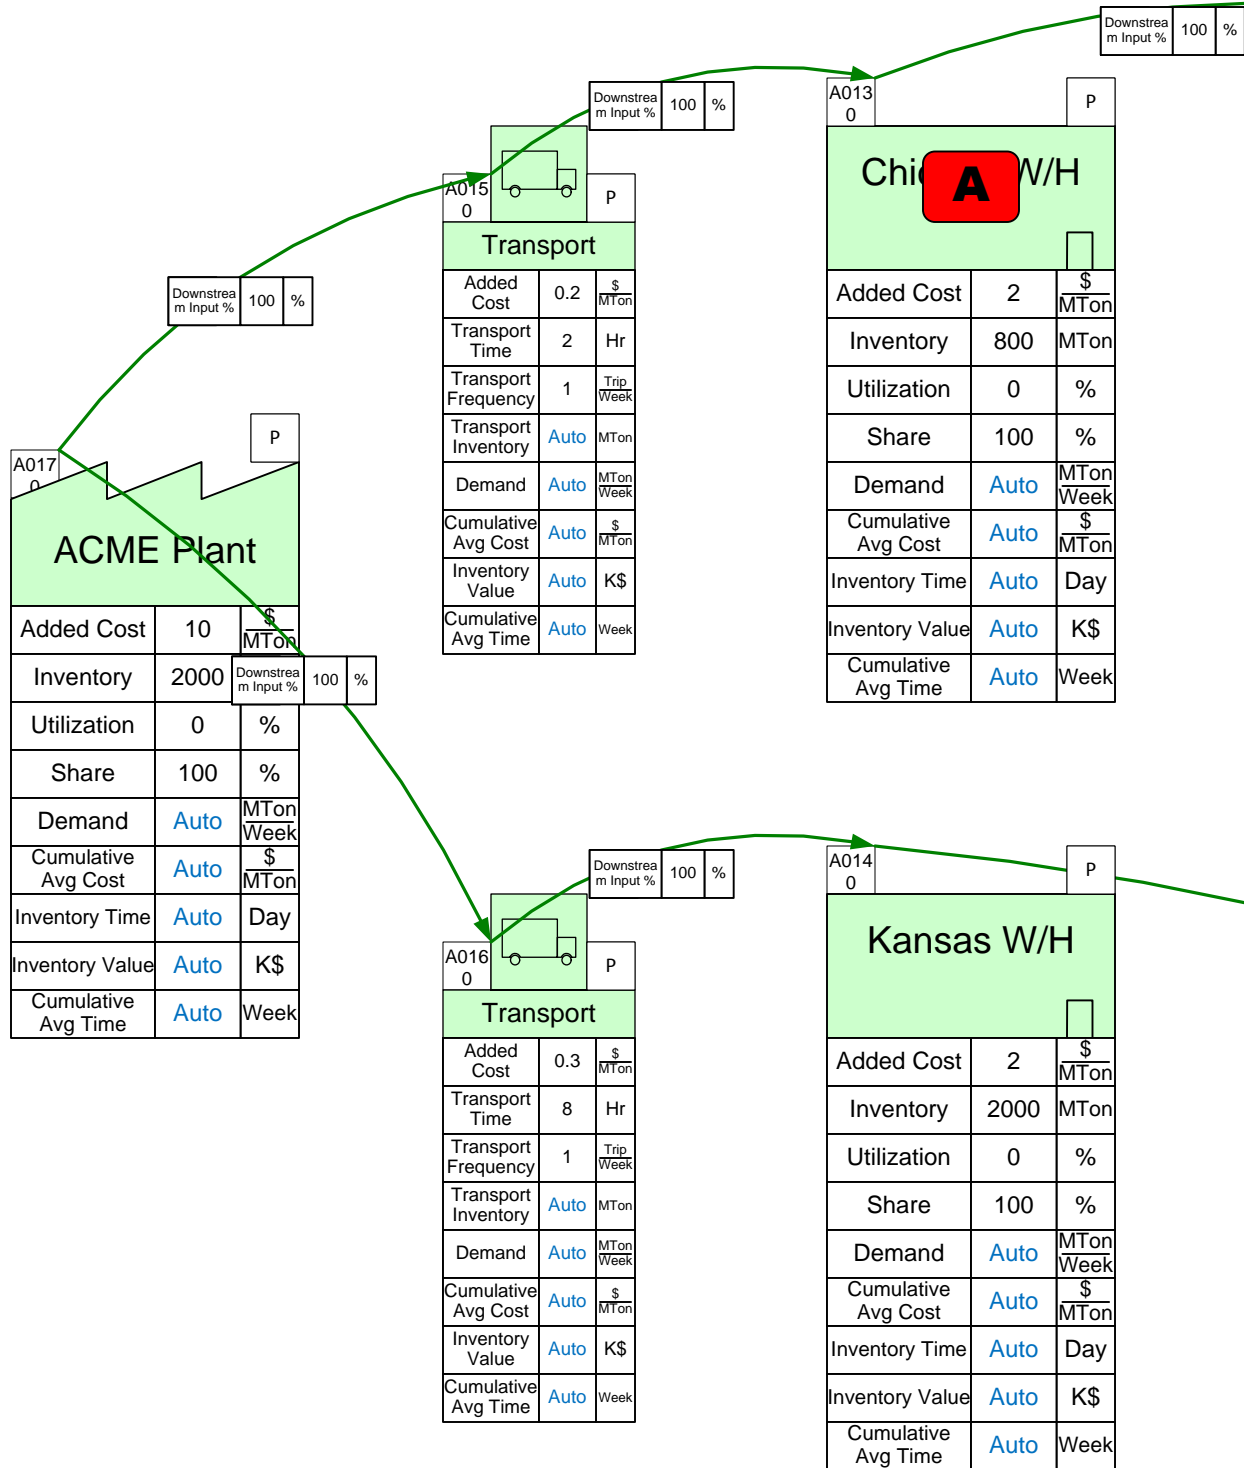 Downstrea
m Input %
100
%
Downstrea
m Input %
100
%
A013
0
P
Chi
A
W/H
Added Cost
2
$
MTon
Inventory
800
MTon
Utilization
0
%
Share
100
%
Demand
Auto
MTon
Week
Cumulative
Avg Cost
Auto
$
MTon
Inventory Time
Auto
Day
Inventory Value
Auto
K$
Cumulative
Avg Time
Auto
Week
A015
0
P
Transport
Added
Cost
0.2
$
MTon
Transport
Time
2
Hr
Transport
Frequency
1
Trip
Week
Transport
Inventory
Auto
MTon
Demand
Auto
MTon
Week
Cumulative
Avg Cost
Auto
$
MTon
Inventory
Value
Auto
K$
Cumulative
Avg Time
Auto
Week
Downstrea
m Input %
100
%
P
A017
0
ACME Plant
Added Cost
10
$
MTon
Inventory
2000
Downstrea
m Input %
100
%
Utilization
0
%
Share
100
%
Demand
Auto
MTon
Week
Cumulative
Avg Cost
Auto
$
MTon
Inventory Time
Auto
Day
Inventory Value
Auto
K$
Cumulative
Avg Time
Auto
Week
Downstrea
m Input %
100
%
A016
0
P
Transport
Added
Cost
0.3
$
MTon
Transport
Time
8
Hr
Transport
Frequency
1
Trip
Week
Transport
Inventory
Auto
MTon
Demand
Auto
MTon
Week
Cumulative
Avg Cost
Auto
$
MTon
Inventory
Value
Auto
K$
Cumulative
Avg Time
Auto
Week
A014
0
P
Kansas W/H
Added Cost
2
$
MTon
Inventory
2000
MTon
Utilization
0
%
Share
100
%
Demand
Auto
MTon
Week
Cumulative
Avg Cost
Auto
$
MTon
Inventory Time
Auto
Day
Inventory Value
Auto
K$
Cumulative
Avg Time
Auto
Week